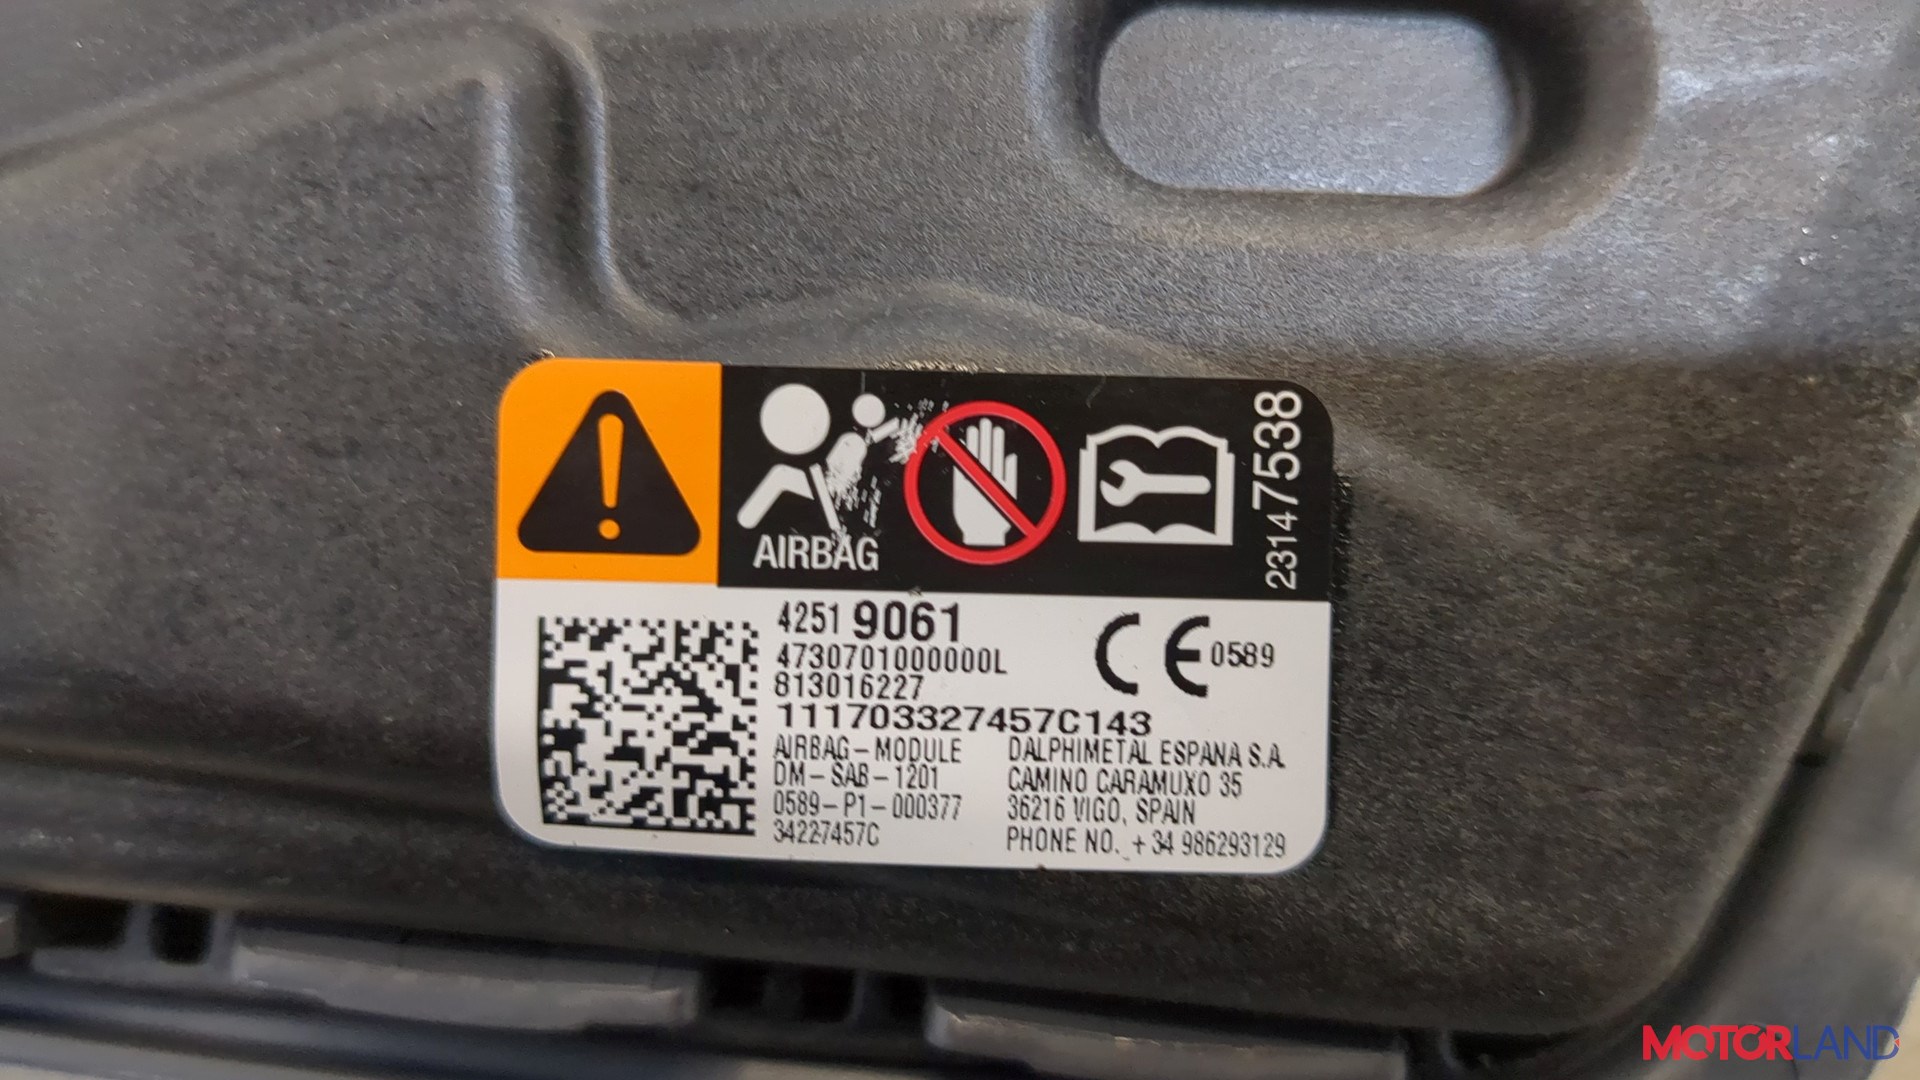 AIRBAG
23147538
4251 9061
4730701000000L
813016227
111703327457C143
CE 0589
AIRBAG-MODULE
DM-SAB-1201
0589-P1-000377
34227457C
DALPHIMETAL ESPANA S.A.
CAMINO CARAMUXO 35
36216 VIGO, SPAIN
PHONE NO. +34 986293129
MOTORLAND